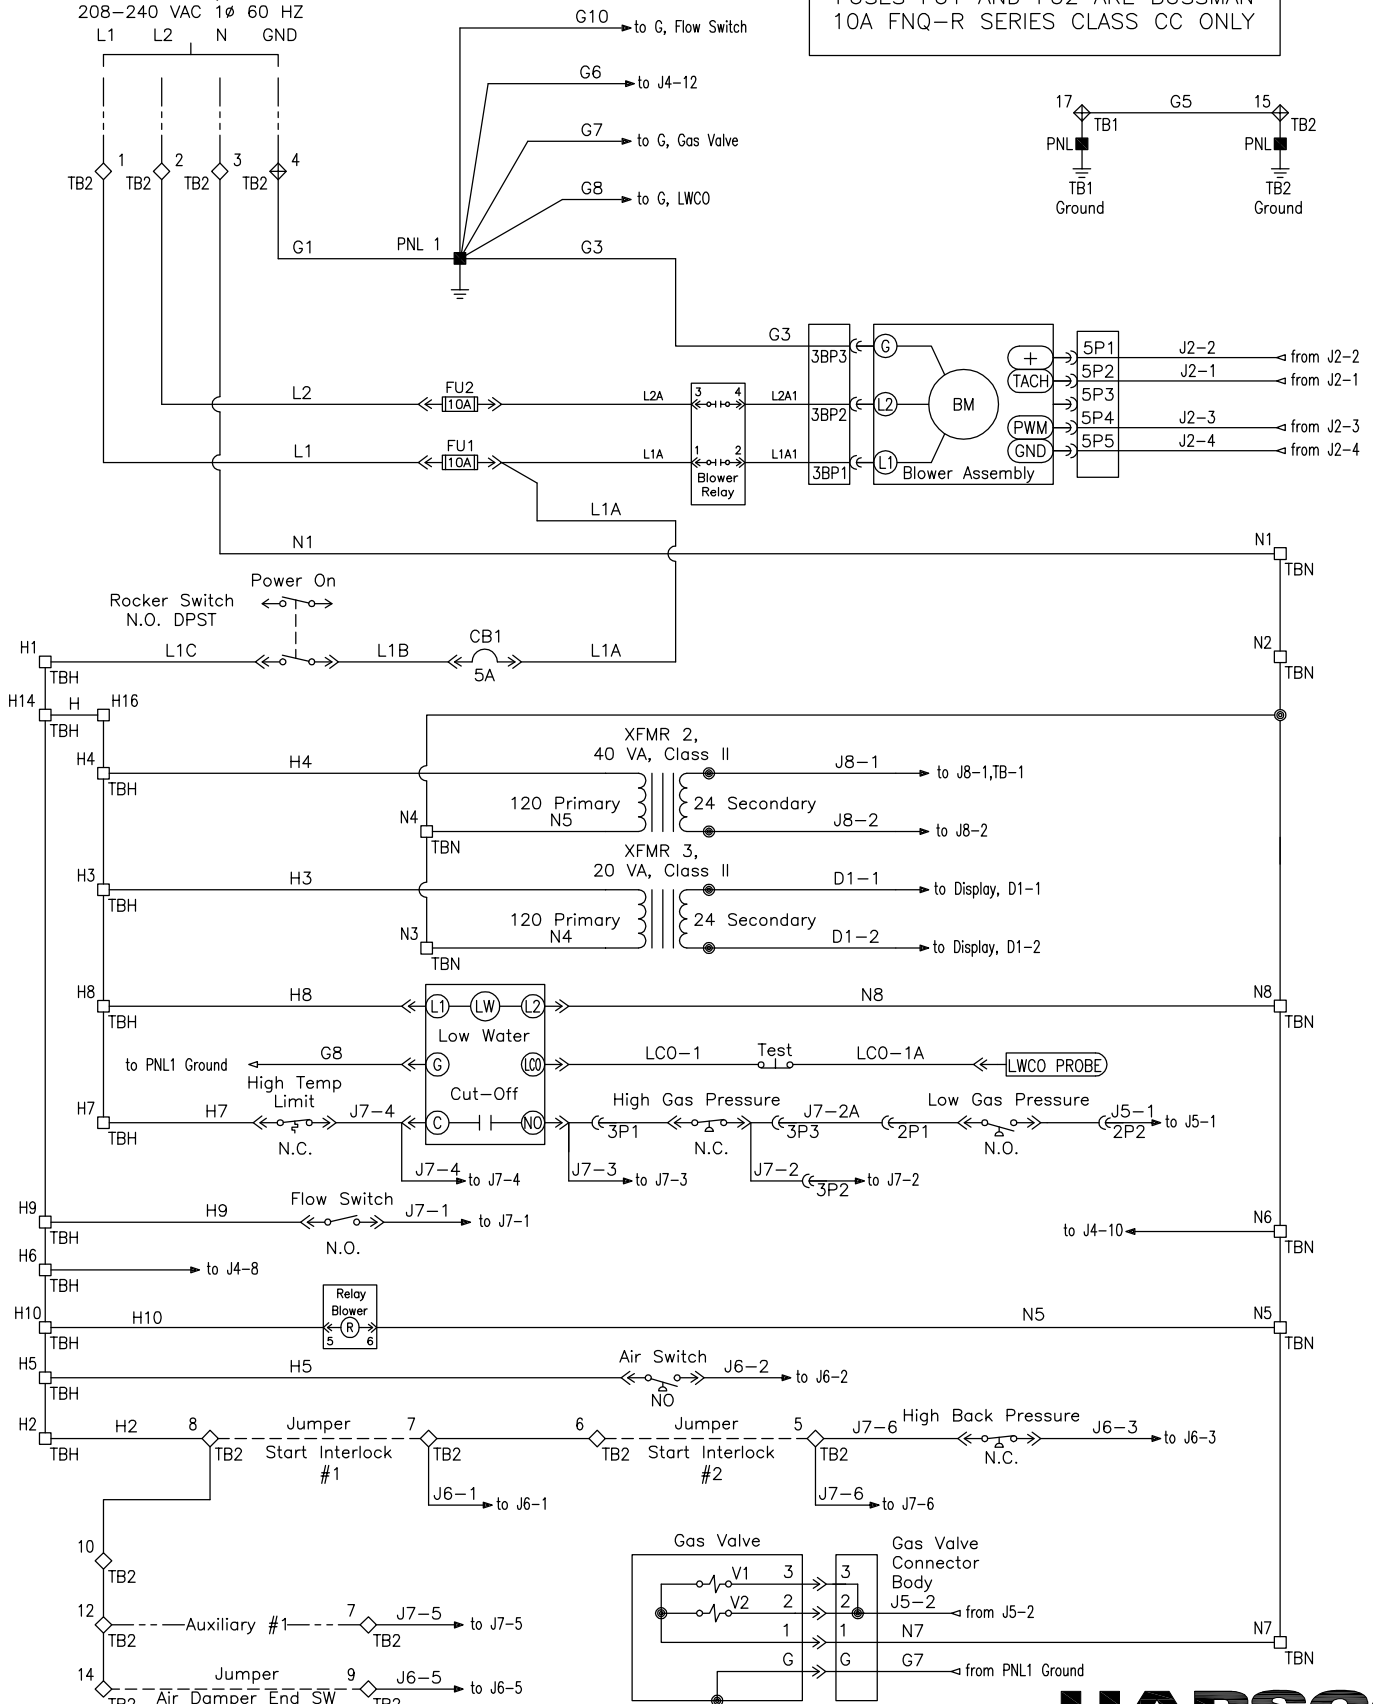 208-240 VAC 1ø 60 HZ
L1 L2 N GND
10A FNQ-R SERIES CLASS CC ONLY
G10 to G, Flow Switch
G6 to J4-12
G7 to G, Gas Valve
G8 to G, LWCO
17 G5 15
TB1 TB2
PNL PNL
TB1 Ground
TB2 Ground
1 2 3 4
TB2 TB2 TB2 TB2
G1 PNL 1 G3
G3 3BP3 G + 5P1 J2-2 from J2-2
TACH 5P2 J2-1 from J2-1
L2 FU2 10A L2A 3 4 L2A1 3BP2 L2 BM 5P3
PWM 5P4 J2-3 from J2-3
L1 FU1 10A L1A 1 2 L1A1 3BP1 L1 GND 5P5 J2-4 from J2-4
Blower Relay
Blower Assembly
L1A
N1 N1 TBN
Power On
Rocker Switch
N.O. DPST
H1 TBH L1C L1B CB1 5A L1A N2 TBN
H14 TBH H H16
XFMR 2,
40 VA, Class II
H4 TBH H4 J8-1 to J8-1,TB-1
120 Primary 24 Secondary
N4 TBN N5 J8-2 to J8-2
XFMR 3,
20 VA, Class II
H3 TBH H3 D1-1 to Display, D1-1
120 Primary 24 Secondary
N3 TBN N4 D1-2 to Display, D1-2
H8 TBH H8 L1 LW L2 N8 N8 TBN
Low Water
to PNL1 Ground G8 G LCO LCO-1 Test LCO-1A LWCO PROBE
Cut-Off
High Temp Limit
H7 TBH H7 N.C. J7-4 C NO 3P1 High Gas Pressure N.C. 3P3 J7-2A 2P1 Low Gas Pressure N.O. 2P2 J5-1 to J5-1
J7-4 to J7-4 J7-3 to J7-3 J7-2 3P2 to J7-2
Flow Switch
H9 TBH H9 N.O. J7-1 to J7-1
to J4-10 N6 TBN
H6 TBH to J4-8
Relay
Blower
H10 TBH H10 5 R 6 N5 N5 TBN
Air Switch
H5 TBH H5 NO J6-2 to J6-2
H2 TBH H2 8 TB2 Jumper 7 TB2 6 TB2 Jumper 5 TB2 J7-6 High Back Pressure N.C. J6-3 to J6-3
Start Interlock #1
Start Interlock #2
J6-1 to J6-1 J7-6 to J7-6
Gas Valve
Gas Valve Connector Body
10 TB2
V1 3 3
V2 2 2 J5-2 from J5-2
12 TB2 Auxiliary #1 7 TB2 J7-5 to J7-5
1 1 N7 N7 TBN
G G G7 from PNL1 Ground
14 Jumper 9 J6-5 to J6-5
TB2 Air Damper End SW TB2